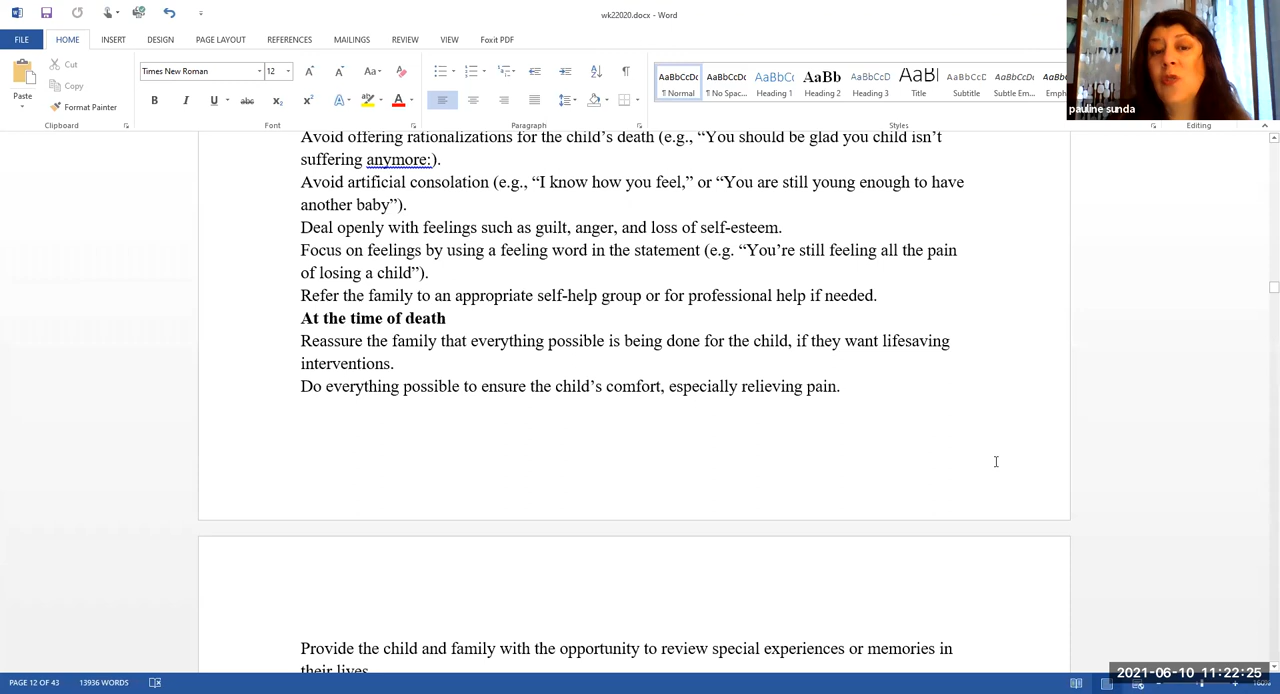 wk22020.docx - Word
FILE HOME INSERT DESIGN PAGE LAYOUT REFERENCES MAILINGS REVIEW VIEW Foxit PDF
Paste
Cut
Copy
Format Painter
Clipboard
Times New Roman 12
Font
Paragraph
AaBbCcDc AaBbCcDc AaBbCc AaBb AaBbCcD AaB AaBbCcD AaBbCcDc AaBb
¶ Normal ¶ No Spac... Heading 1 Heading 2 Heading 3 Title Subtitle Subtle Em... Emph
Styles
Editing
pauline sunda
Avoid offering rationalizations for the child’s death (e.g., “You should be glad you child isn’t
suffering anymore:).
Avoid artificial consolation (e.g., “I know how you feel,” or “You are still young enough to have
another baby”).
Deal openly with feelings such as guilt, anger, and loss of self-esteem.
Focus on feelings by using a feeling word in the statement (e.g. “You’re still feeling all the pain
of losing a child”).
Refer the family to an appropriate self-help group or for professional help if needed.
At the time of death
Reassure the family that everything possible is being done for the child, if they want lifesaving
interventions.
Do everything possible to ensure the child’s comfort, especially relieving pain.
Provide the child and family with the opportunity to review special experiences or memories in
their lives.
PAGE 12 OF 43 13936 WORDS
2021-06-10 11:22:25